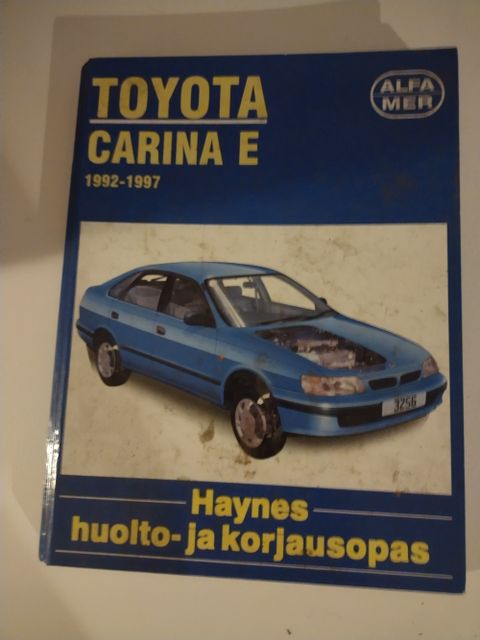 TOYOTA
CARINA E
1992-1997
ALFA
MER
3256
Haynes
huolto- ja korjausopas